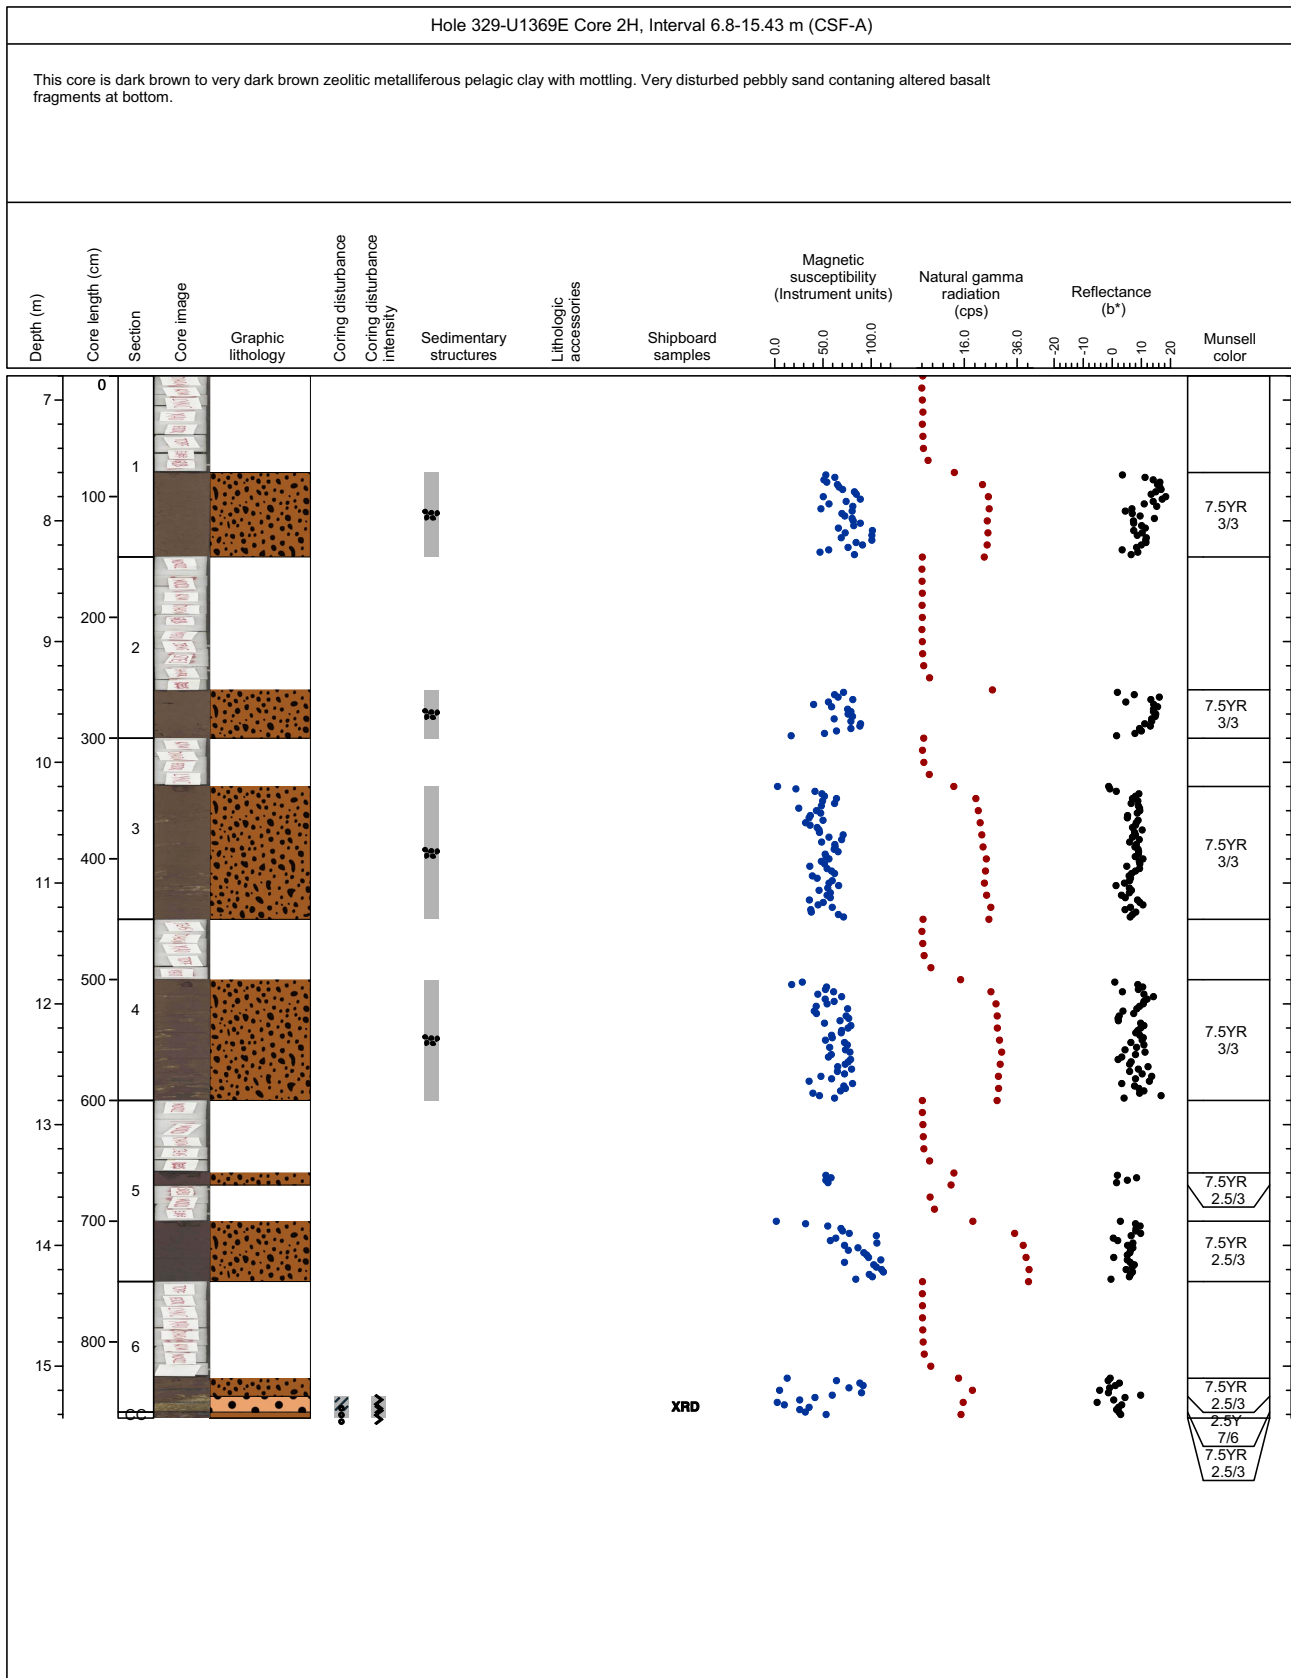 Hole 329-U1369E Core 2H, Interval 6.8-15.43 m (CSF-A)
This core is dark brown to very dark brown zeolitic metalliferous pelagic clay with mottling. Very disturbed pebbly sand contaning altered basalt
fragments at bottom.
Depth (m)
Core length (cm)
Section
Core image
Graphic
lithology
Coring disturbance
Coring disturbance
intensity
Sedimentary
structures
Lithologic
accessories
Shipboard
samples
Magnetic
susceptibility
(Instrument units)
0.0
50.0
100.0
Natural gamma
radiation
(cps)
16.0
36.0
Reflectance
(b*)
-20
-10
0
10
20
Munsell
color
0
7
1
100
7.5YR
3/3
8
200
2
9
7.5YR
3/3
300
10
3
7.5YR
3/3
400
11
500
12
4
7.5YR
3/3
600
13
5
7.5YR
2.5/3
700
14
7.5YR
2.5/3
800
6
15
7.5YR
2.5/3
XRD
CC
2.5Y
7/6
7.5YR
2.5/3